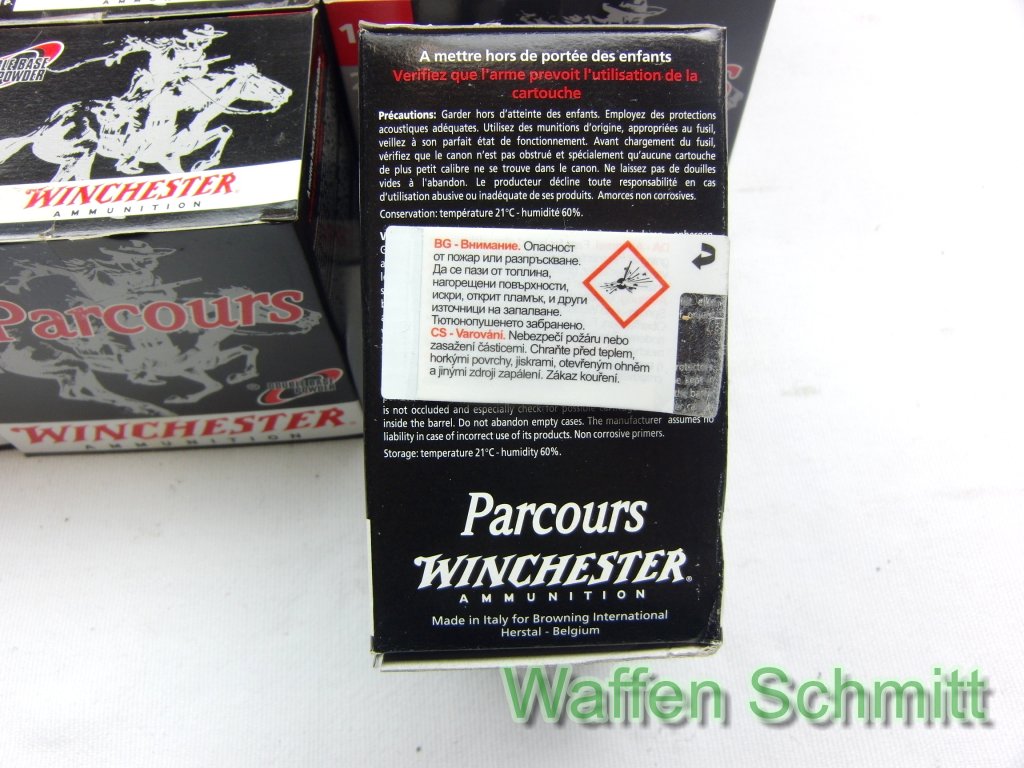 DOUBLE BASE
POWDER
WINCHESTER
AMMUNITION
Parcours
DOUBLE BASE
POWDER
WINCHESTER
AMMUNITION
A mettre hors de portée des enfants
Verifiez que l'arme prevoit l'utilisation de la
cartouche
Précautions: Garder hors d'atteinte des enfants. Employez des protections
acoustiques adéquates. Utilisez des munitions d'origine, appropriées au fusil,
veillez à son parfait état de fonctionnement. Avant chargement du fusil,
vérifiez que le canon n'est pas obstrué et spécialement qu'aucune cartouche
de plus petit calibre ne se trouve dans le canon. Ne laissez pas de douilles
vides à l'abandon. Le producteur décline toute responsabilité en cas
d'utilisation abusive ou inadéquate de ses produits. Amorces non corrosives.
Conservation: température 21°C - humidité 60%.
BG - Внимание. Опасност
от пожар или разпръскване.
Да се пази от топлина,
нагорещени повърхности,
искри, открит пламък, и други
източници на запалване.
Тютюнопушенето забранено.
CS - Varování. Nebezpečí požáru nebo
zasažení částicemi. Chraňte před teplem,
horkými povrchy, jiskrami, otevřeným ohněm
a jinými zdroji zapálení. Zákaz kouření.
is not occluded and especially check for possible
inside the barrel. Do not abandon empty cases. The manufacturer assumes no
liability in case of incorrect use of its products. Non corrosive primers.
Storage: temperature 21°C - humidity 60%.
Parcours
WINCHESTER®
AMMUNITION
Made in Italy for Browning International
Herstal - Belgium
Waffen Schmitt